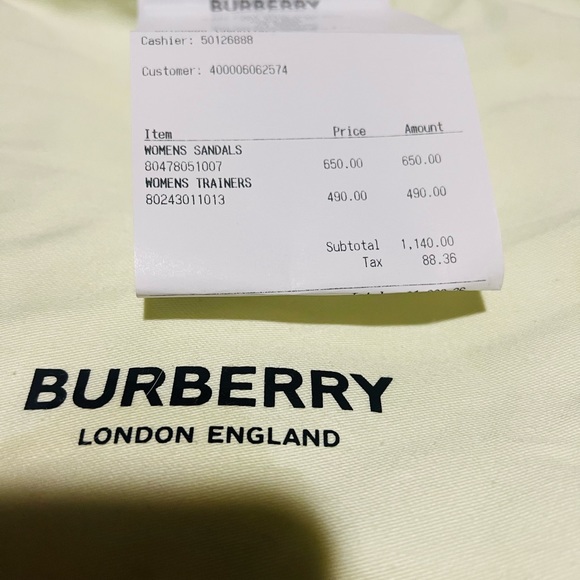 BURBERRY
Cashier: 50126888
Customer: 400006062574
Item Price Amount
WOMENS SANDALS
80478051007 650.00 650.00
WOMENS TRAINERS
80243011013 490.00 490.00
Subtotal 1,140.00
Tax 88.36
BURBERRY
LONDON ENGLAND